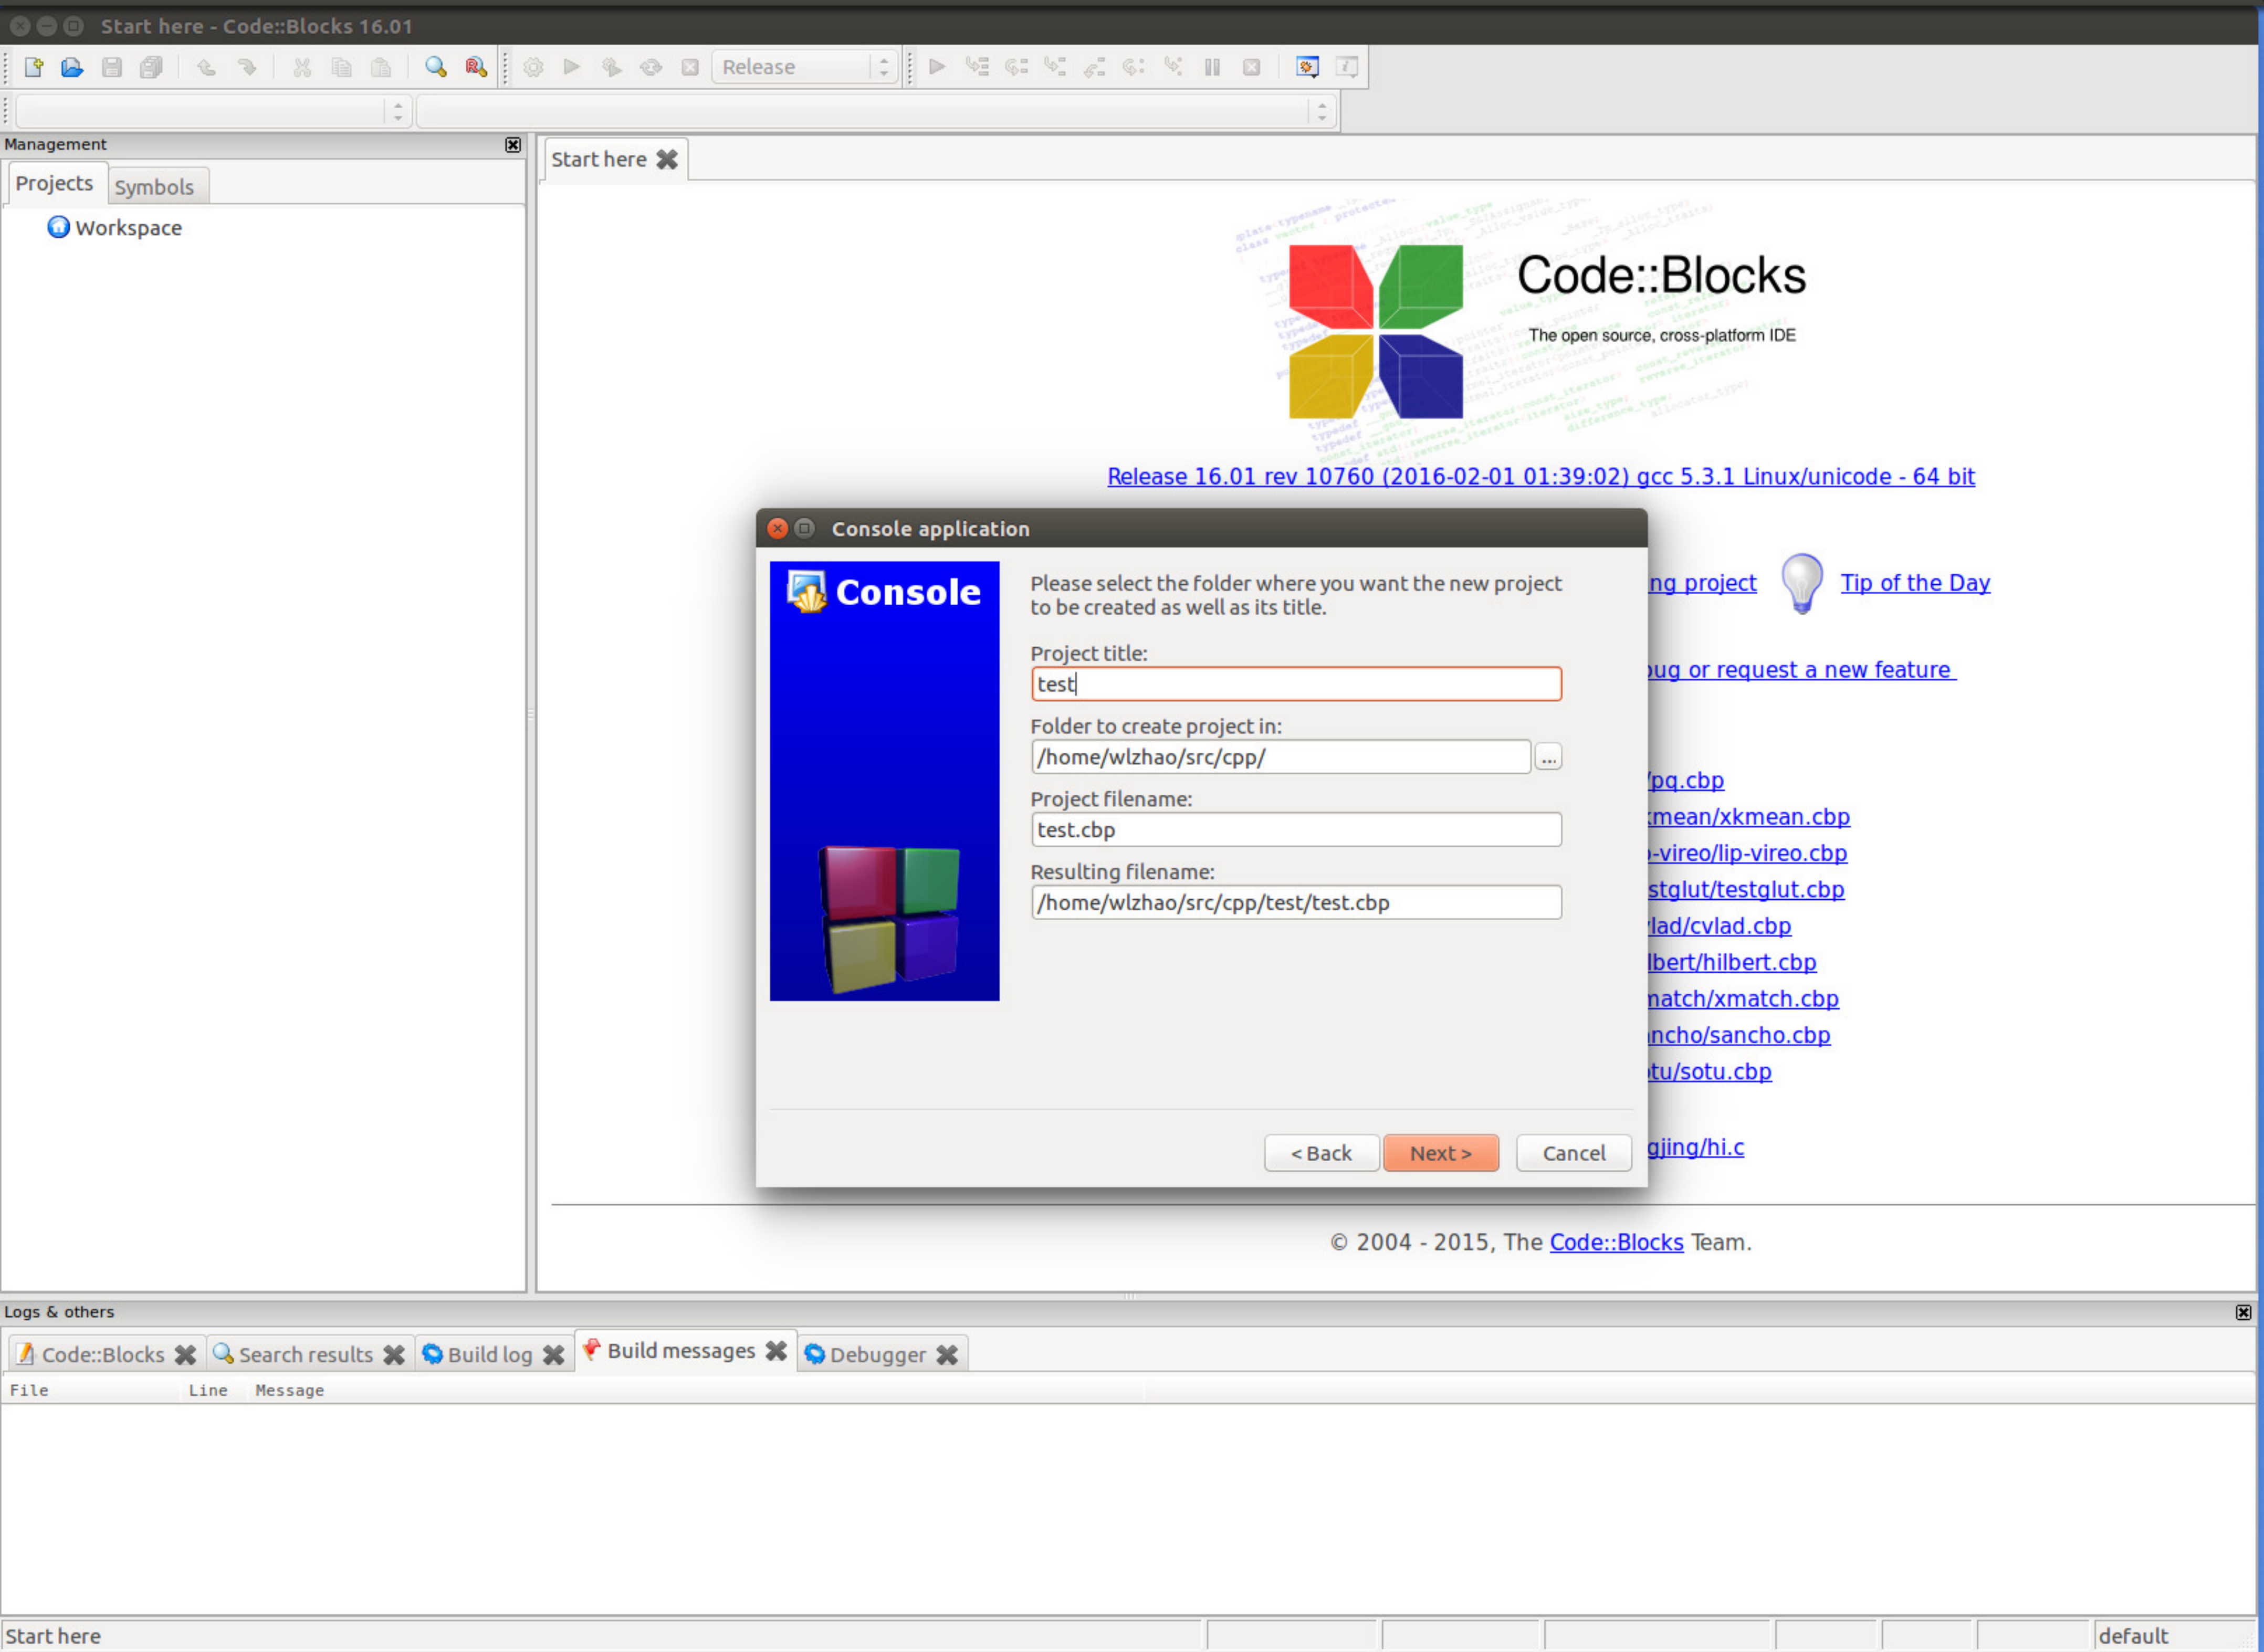 Start here - Code::Blocks 16.01
Release
Management
Projects
Symbols
Workspace
Start here
Code::Blocks
The open source, cross-platform IDE
Release 16.01 rev 10760 (2016-02-01 01:39:02) gcc 5.3.1 Linux/unicode - 64 bit
ng project
Tip of the Day
ug or request a new feature
/pq.cbp
mean/xkmean.cbp
-vireo/lip-vireo.cbp
stglut/testglut.cbp
lad/cvlad.cbp
lbert/hilbert.cbp
match/xmatch.cbp
ncho/sancho.cbp
tu/sotu.cbp
gjing/hi.c
Console application
Console
Please select the folder where you want the new project
to be created as well as its title.
Project title:
test
Folder to create project in:
/home/wlzhao/src/cpp/
...
Project filename:
test.cbp
Resulting filename:
/home/wlzhao/src/cpp/test/test.cbp
< Back
Next >
Cancel
© 2004 - 2015, The Code::Blocks Team.
Logs & others
Code::Blocks
Search results
Build log
Build messages
Debugger
File
Line
Message
Start here
default